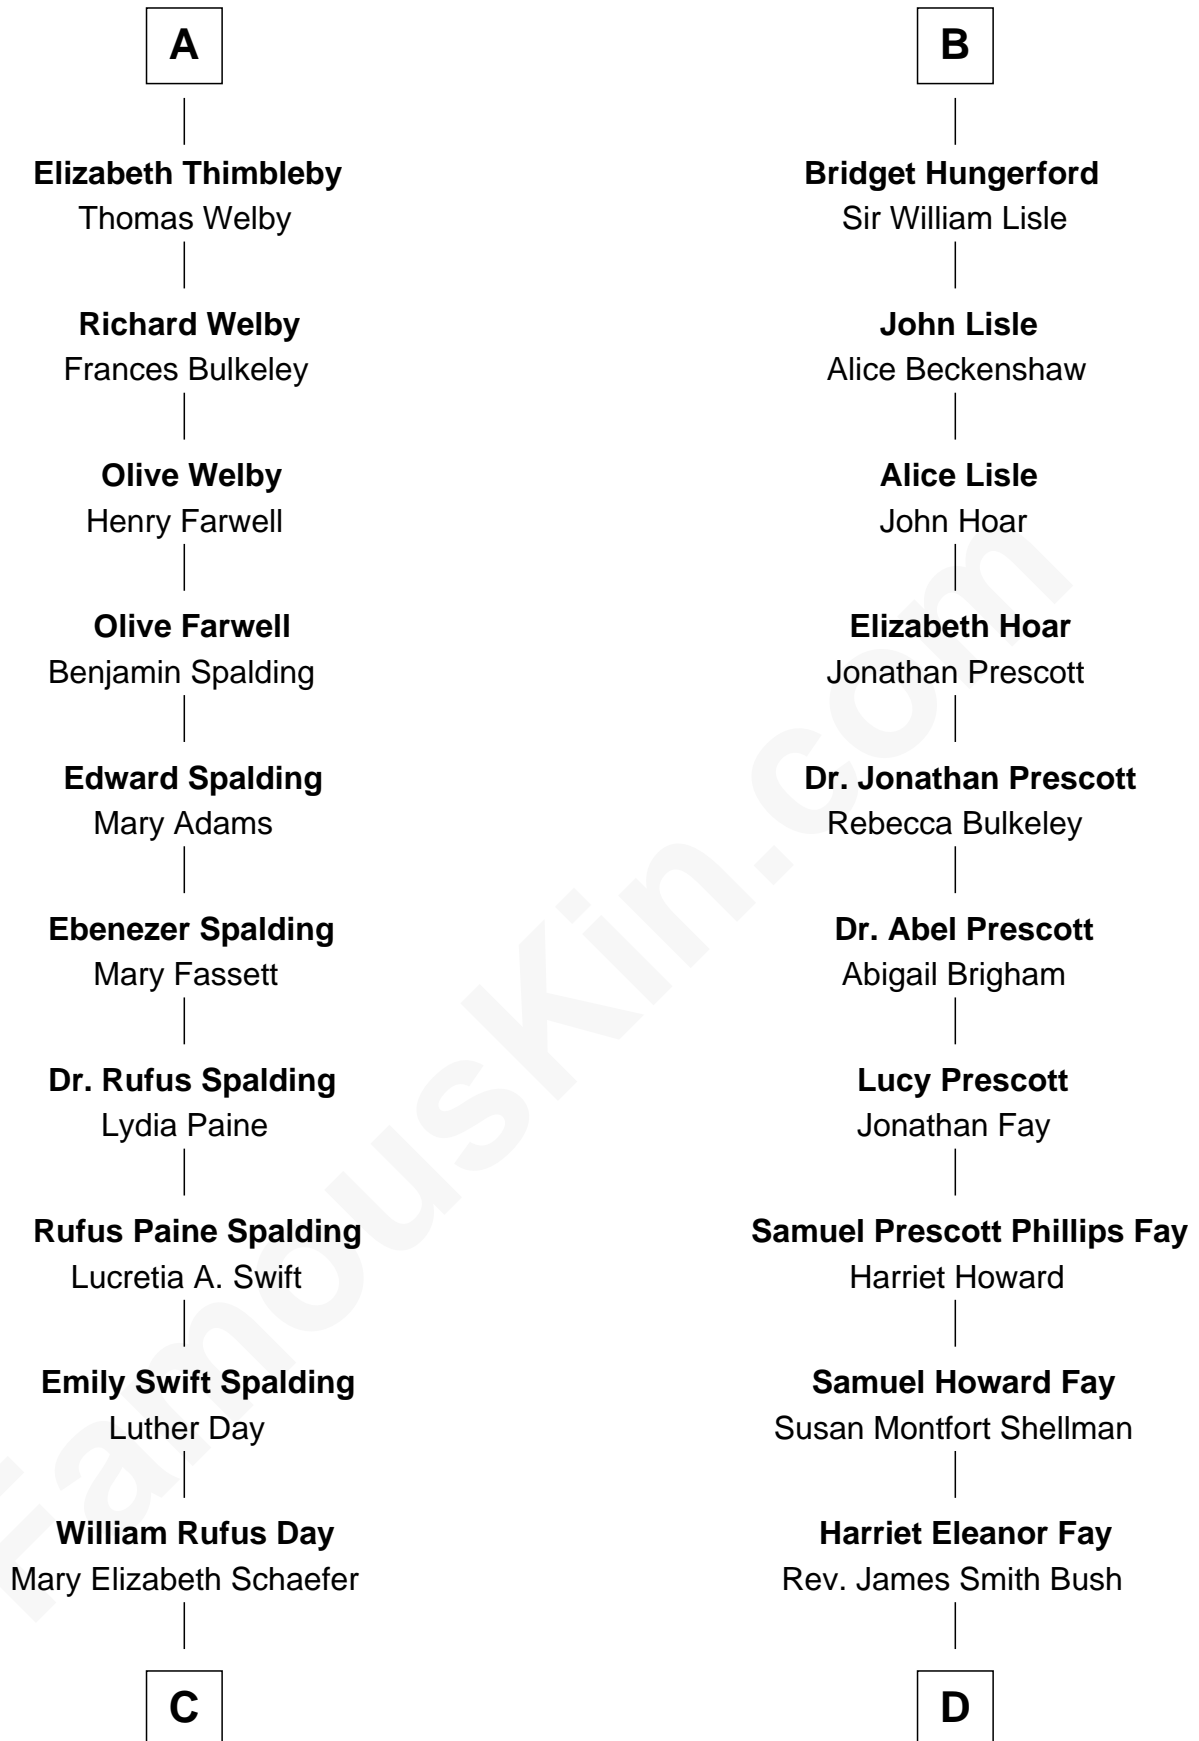 A
Elizabeth Thimbleby
Thomas Welby
Richard Welby
Frances Bulkeley
Olive Welby
Henry Farwell
Olive Farwell
Benjamin Spalding
Edward Spalding
Mary Adams
Ebenezer Spalding
Mary Fassett
Dr. Rufus Spalding
Lydia Paine
Rufus Paine Spalding
Lucretia A. Swift
Emily Swift Spalding
Luther Day
William Rufus Day
Mary Elizabeth Schaefer
C
B
Bridget Hungerford
Sir William Lisle
John Lisle
Alice Beckenshaw
Alice Lisle
John Hoar
Elizabeth Hoar
Jonathan Prescott
Dr. Jonathan Prescott
Rebecca Bulkeley
Dr. Abel Prescott
Abigail Brigham
Lucy Prescott
Jonathan Fay
Samuel Prescott Phillips Fay
Harriet Howard
Samuel Howard Fay
Susan Montfort Shellman
Harriet Eleanor Fay
Rev. James Smith Bush
D
FamousKin.com